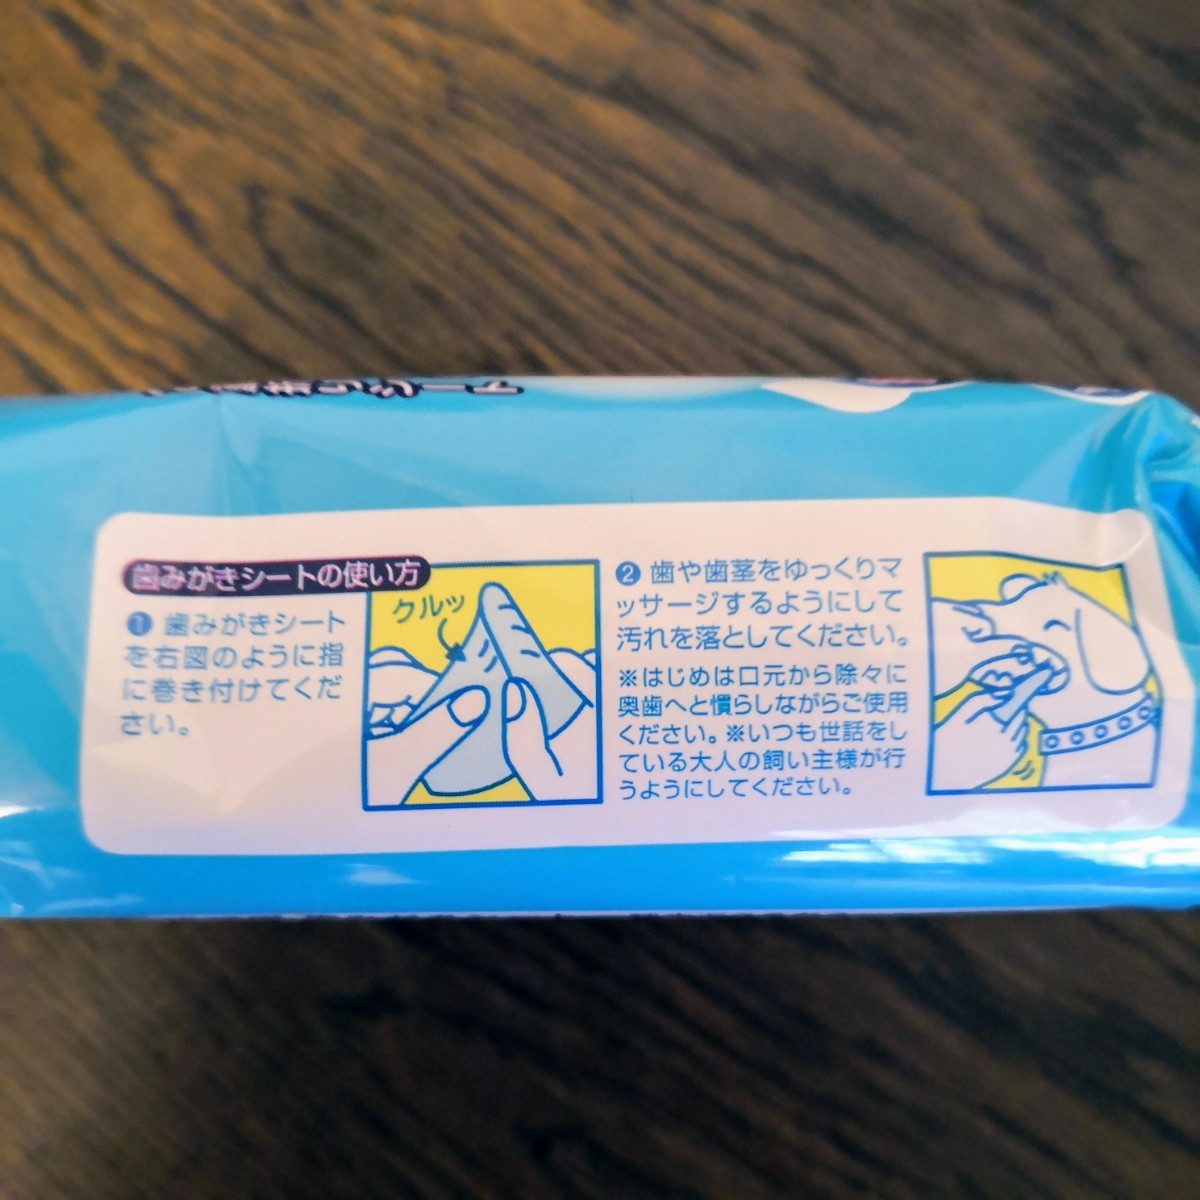 シート
歯みがきシートの使い方
❶ 歯みがきシート
を右図のように指
に巻き付けてくだ
さい。
クルッ
❷ 歯や歯茎をゆっくりマ
ッサージするようにして
汚れを落としてください。
※はじめは口元から除々に
奥歯へと慣らしながらご使用
ください。※いつも世話をし
ている大人の飼い主様が行
うようにしてください。